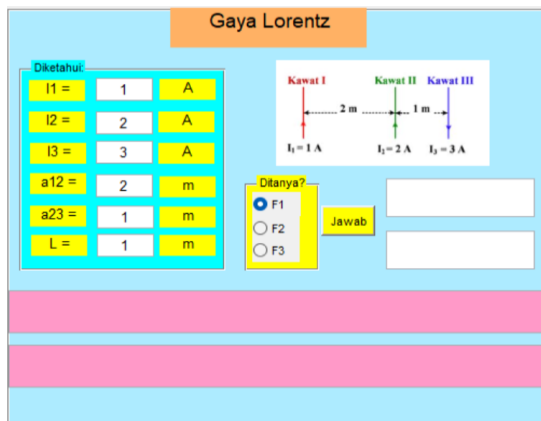 Gaya Lorentz
Diketahui:
I1 = 1 A
I2 = 2 A
I3 = 3 A
a12 = 2 m
a23 = 1 m
L = 1 m
Kawat I Kawat II Kawat III
2 m 1 m
I₁ = 1 A I₂ = 2 A I₃ = 3 A
Ditanya?
F1
F2
F3
Jawab